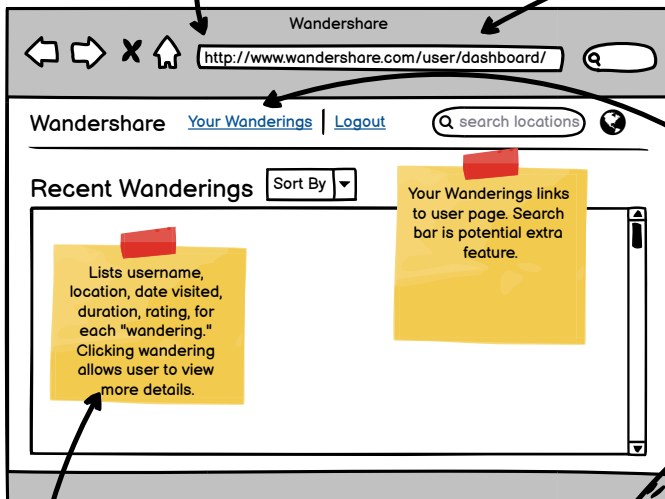 Wandershare
http://www.wandershare.com/user/dashboard/
Wandershare Your Wanderings Logout search locations
Recent Wanderings Sort By
Your Wanderings links
to user page. Search
bar is potential extra
feature.
Lists username,
location, date visited,
duration, rating, for
each "wandering."
Clicking wandering
allows user to view
more details.